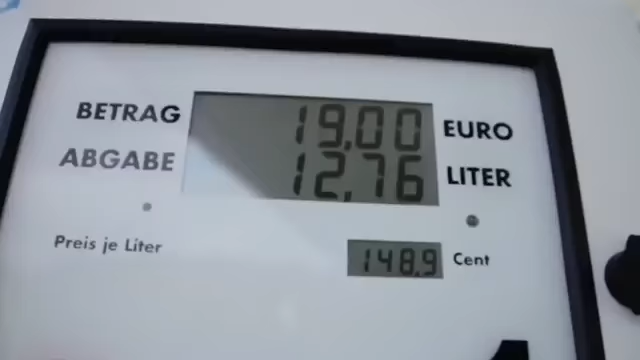 BETRAG 19,00 EURO
ABGABE 12,76 LITER
Preis je Liter 148,9 Cent